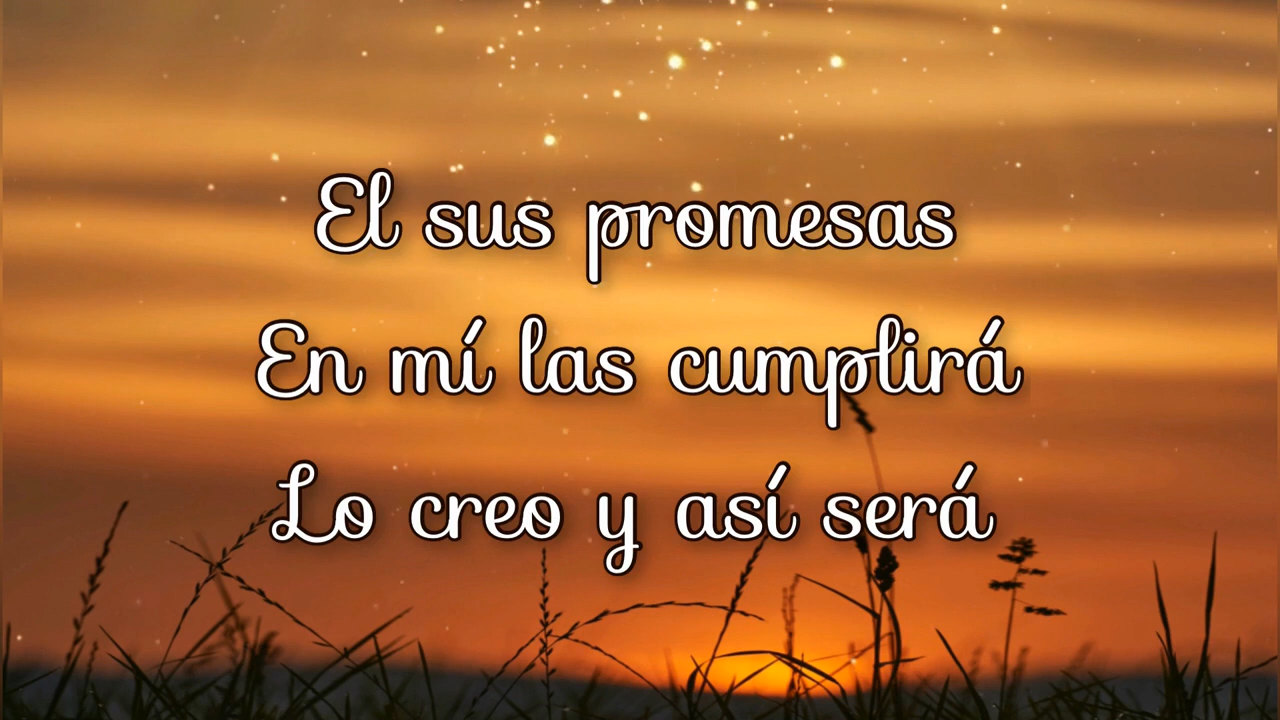 El sus promesas
En mí las cumplirá
Lo creo y así será